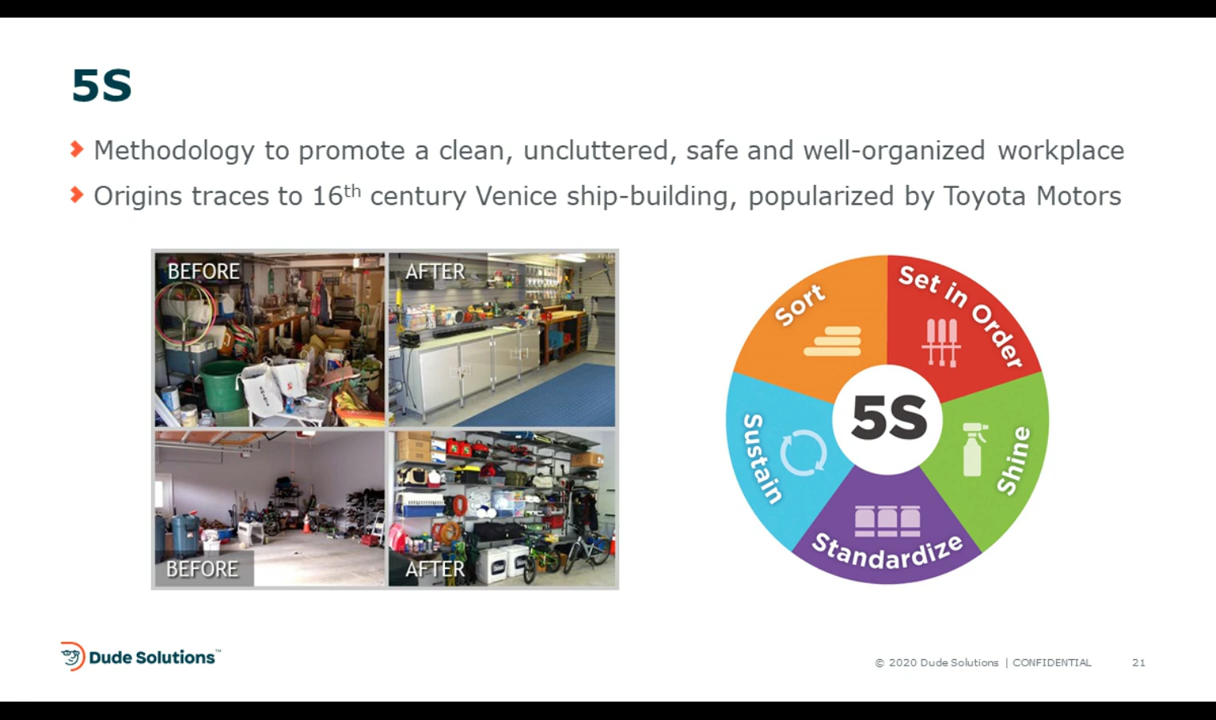 5S
Methodology to promote a clean, uncluttered, safe and well-organized workplace
Origins traces to 16th century Venice ship-building, popularized by Toyota Motors
BEFORE
AFTER
BEFORE
AFTER
Sort
Set in Order
Shine
Standardize
Sustain
5S
Dude Solutions™
© 2020 Dude Solutions | CONFIDENTIAL
21